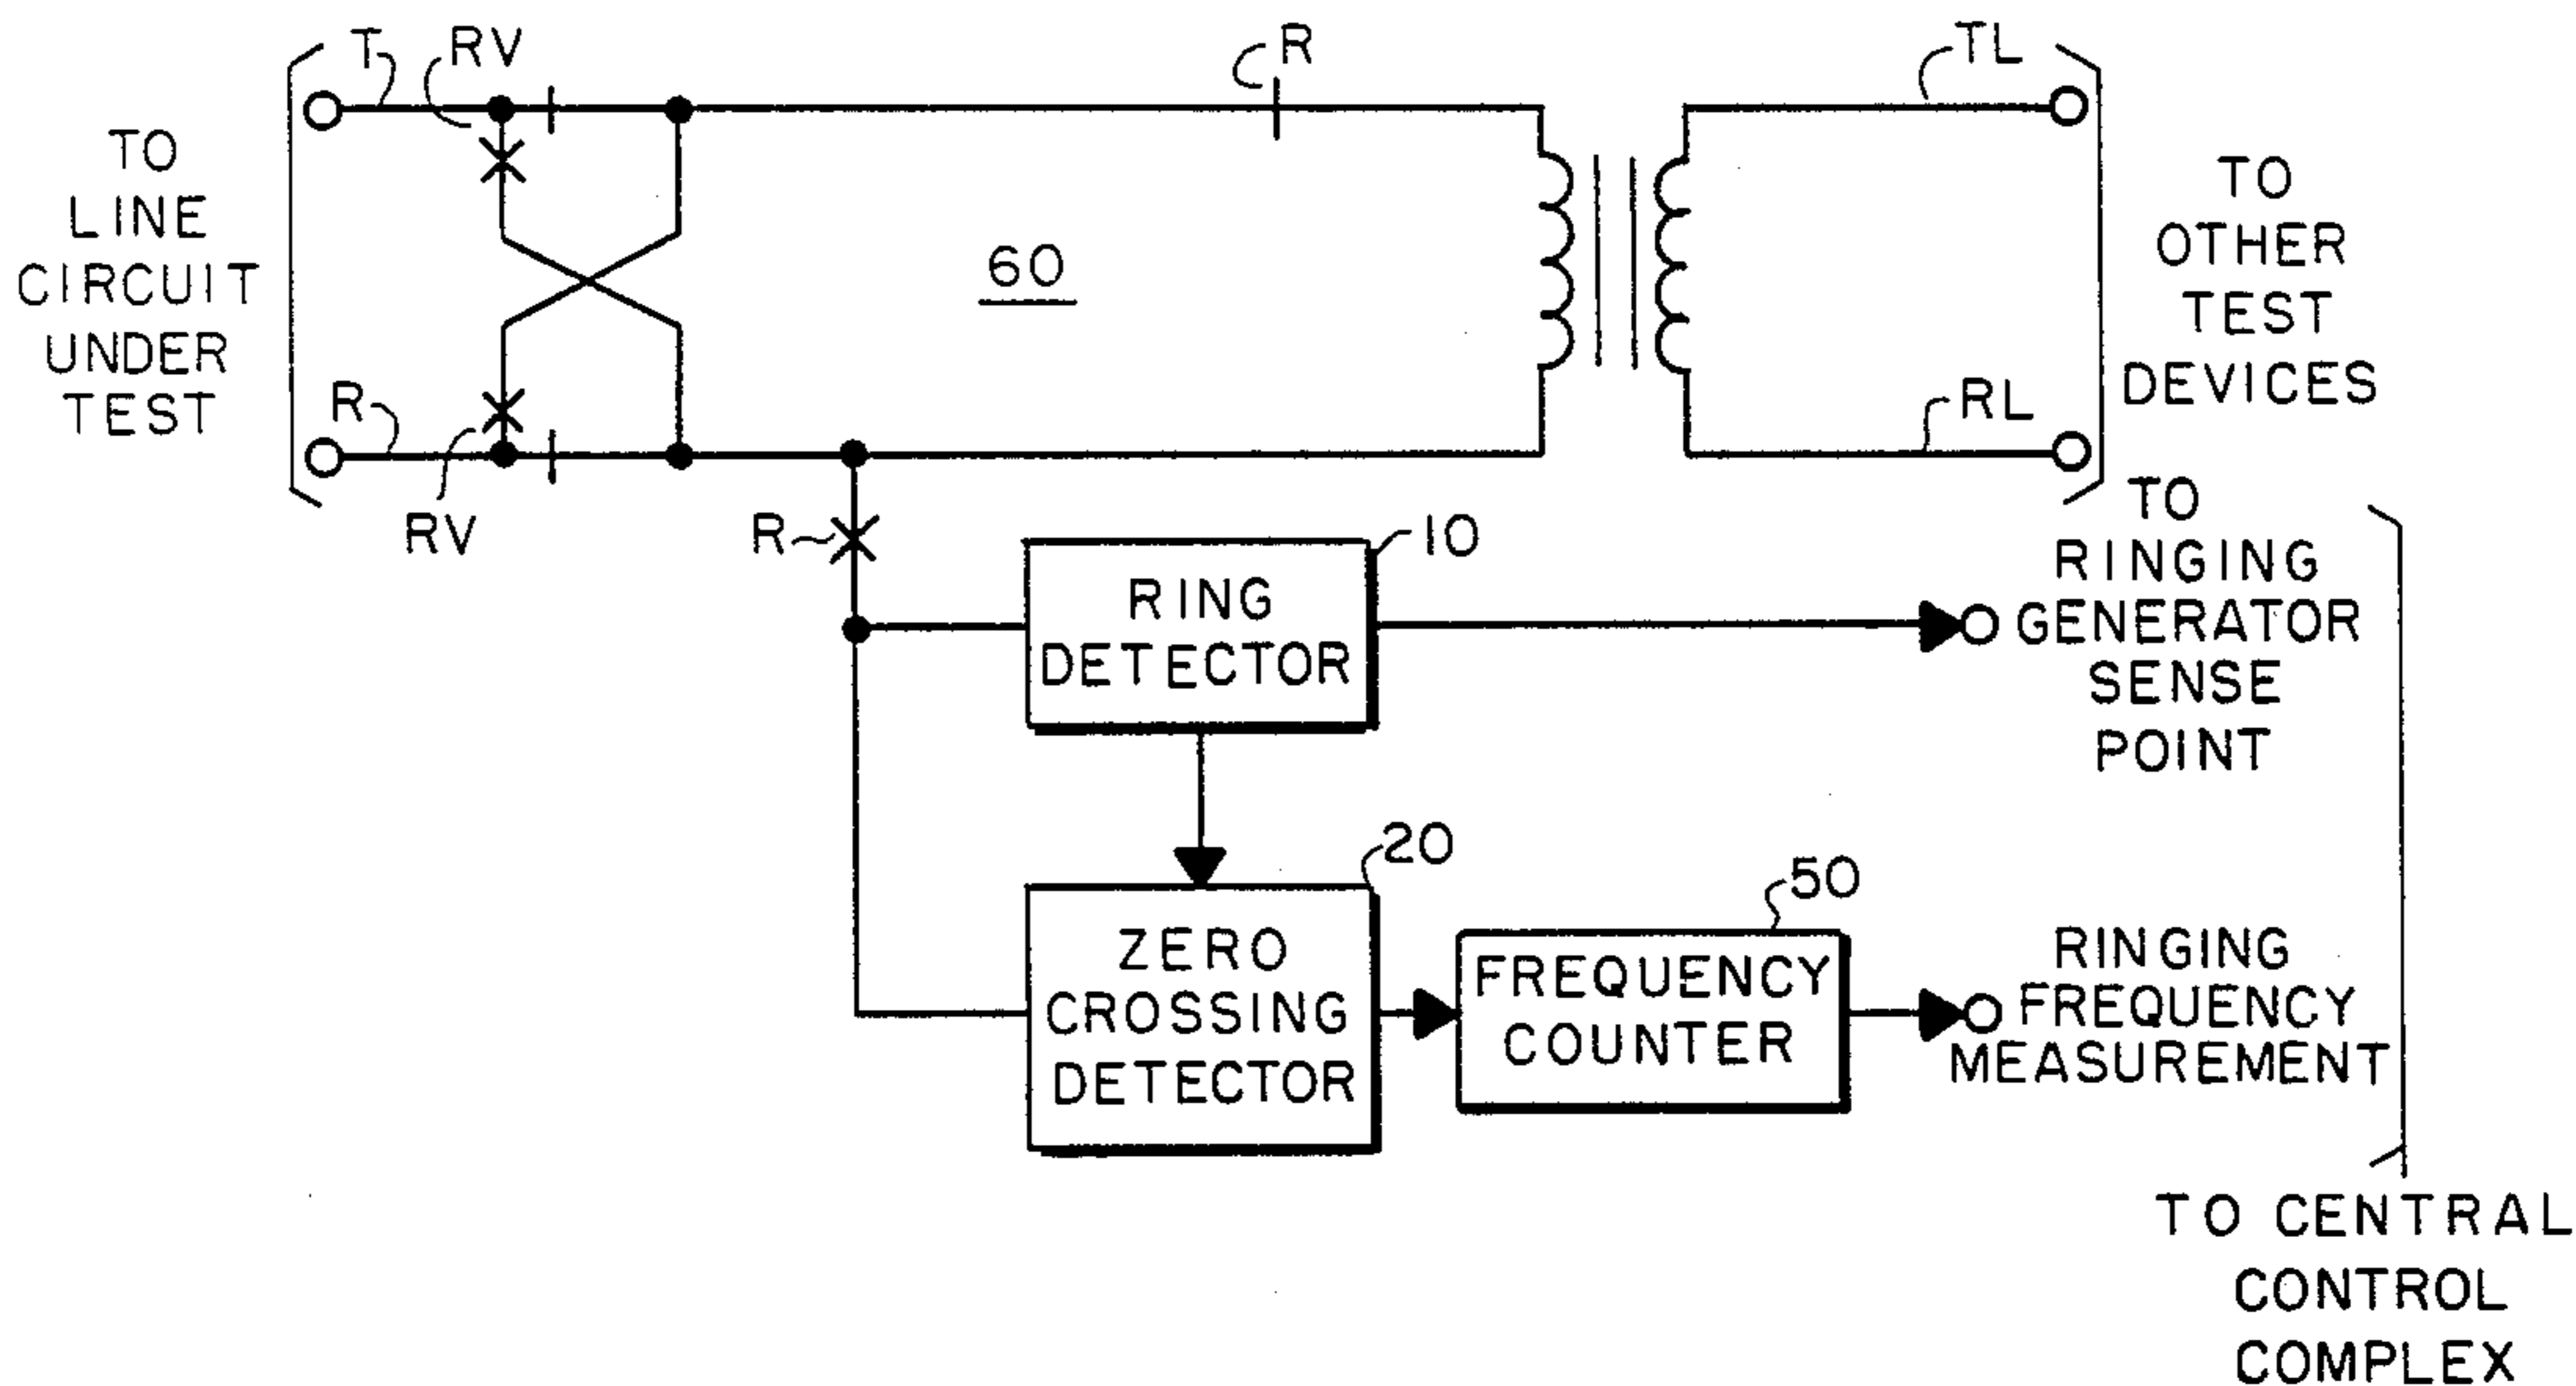 T
RV
R
TL
TO
LINE
CIRCUIT
UNDER
TEST
60
TO
OTHER
TEST
DEVICES
R
RL
RV
R
10
RING
DETECTOR
TO
RINGING
GENERATOR
SENSE
POINT
20
ZERO
CROSSING
DETECTOR
50
FREQUENCY
COUNTER
RINGING
FREQUENCY
MEASUREMENT
TO CENTRAL
CONTROL
COMPLEX